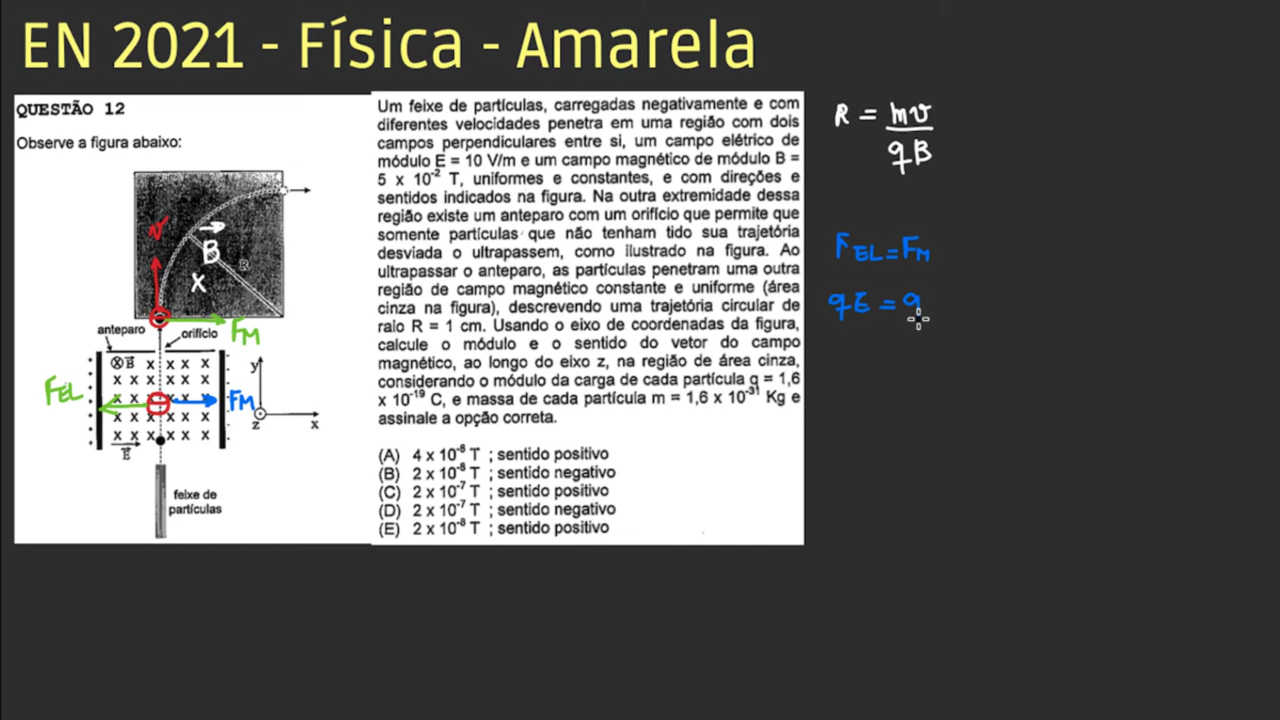 EN 2021 - Física - Amarela
QUESTÃO 12
Observe a figura abaixo:
v
B
R
X
FM
anteparo
orifício
B x x x
x x x x x
x x x x
x x x x x
x x x x x
E
FEL
FM
y
z
x
feixe de
partículas
Um feixe de partículas, carregadas negativamente e com
diferentes velocidades penetra em uma região com dois
campos perpendiculares entre si, um campo elétrico de
módulo E = 10 V/m e um campo magnético de módulo B =
5 x 10⁻² T, uniformes e constantes, e com direções e
sentidos indicados na figura. Na outra extremidade dessa
região existe um anteparo com um orifício que permite que
somente partículas que não tenham tido sua trajetória
desviada o ultrapassem, como ilustrado na figura. Ao
ultrapassar o anteparo, as partículas penetram uma outra
região de campo magnético constante e uniforme (área
cinza na figura), descrevendo uma trajetória circular de
raio R = 1 cm. Usando o eixo de coordenadas da figura,
calcule o módulo e o sentido do vetor do campo
magnético, ao longo do eixo z, na região de área cinza,
considerando o módulo da carga de cada partícula q = 1,6
x 10⁻¹⁹ C, e massa de cada partícula m = 1,6 x 10⁻³¹ Kg e
assinale a opção correta.
(A) 4 x 10⁻⁸ T ; sentido positivo
(B) 2 x 10⁻⁸ T ; sentido negativo
(C) 2 x 10⁻⁷ T ; sentido positivo
(D) 2 x 10⁻⁷ T ; sentido negativo
(E) 2 x 10⁻⁸ T ; sentido positivo
R = mv
qB
FEL = FM
qE = q